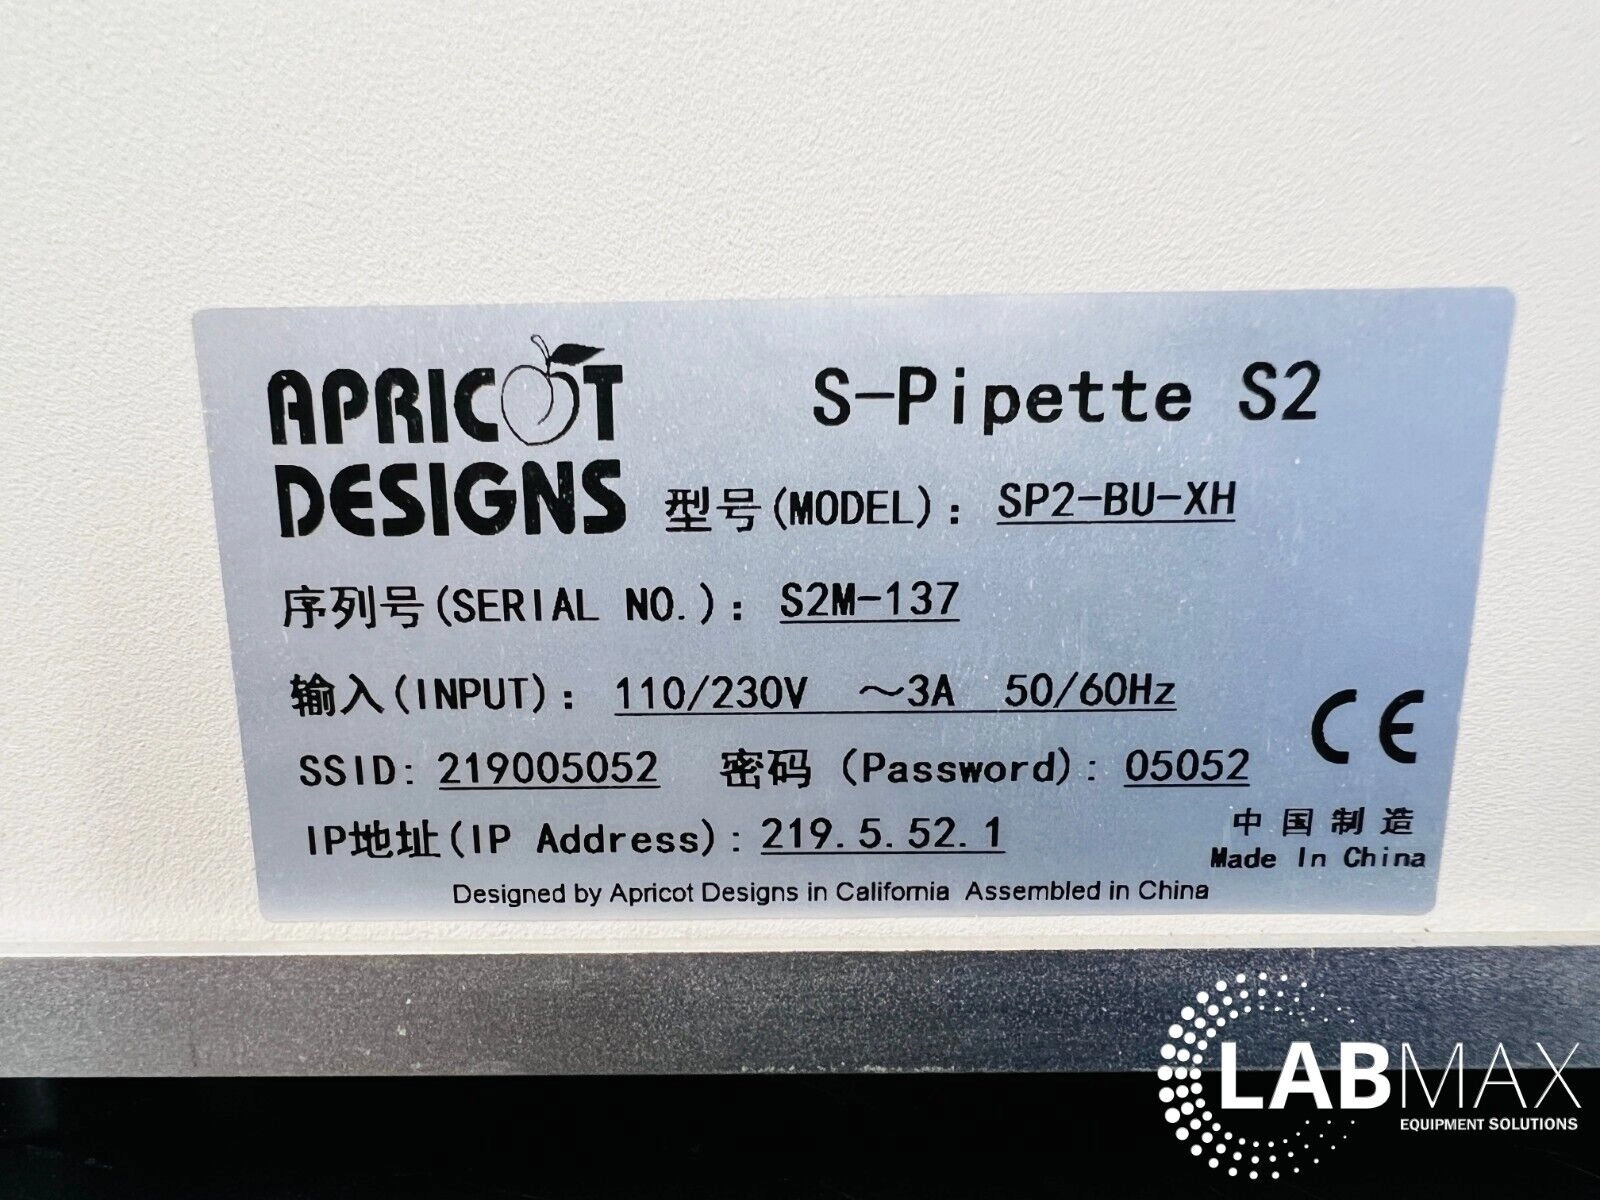 APRICOT
DESIGNS
S-Pipette S2
型号(MODEL): SP2-BU-XH
序列号(SERIAL NO.): S2M-137
输入(INPUT): 110/230V ～3A 50/60Hz
CE
SSID: 219005052 密码 (Password): 05052
IP地址(IP Address): 219.5.52.1
中国制造
Made In China
Designed by Apricot Designs in California Assembled in China
LABMAX
EQUIPMENT SOLUTIONS